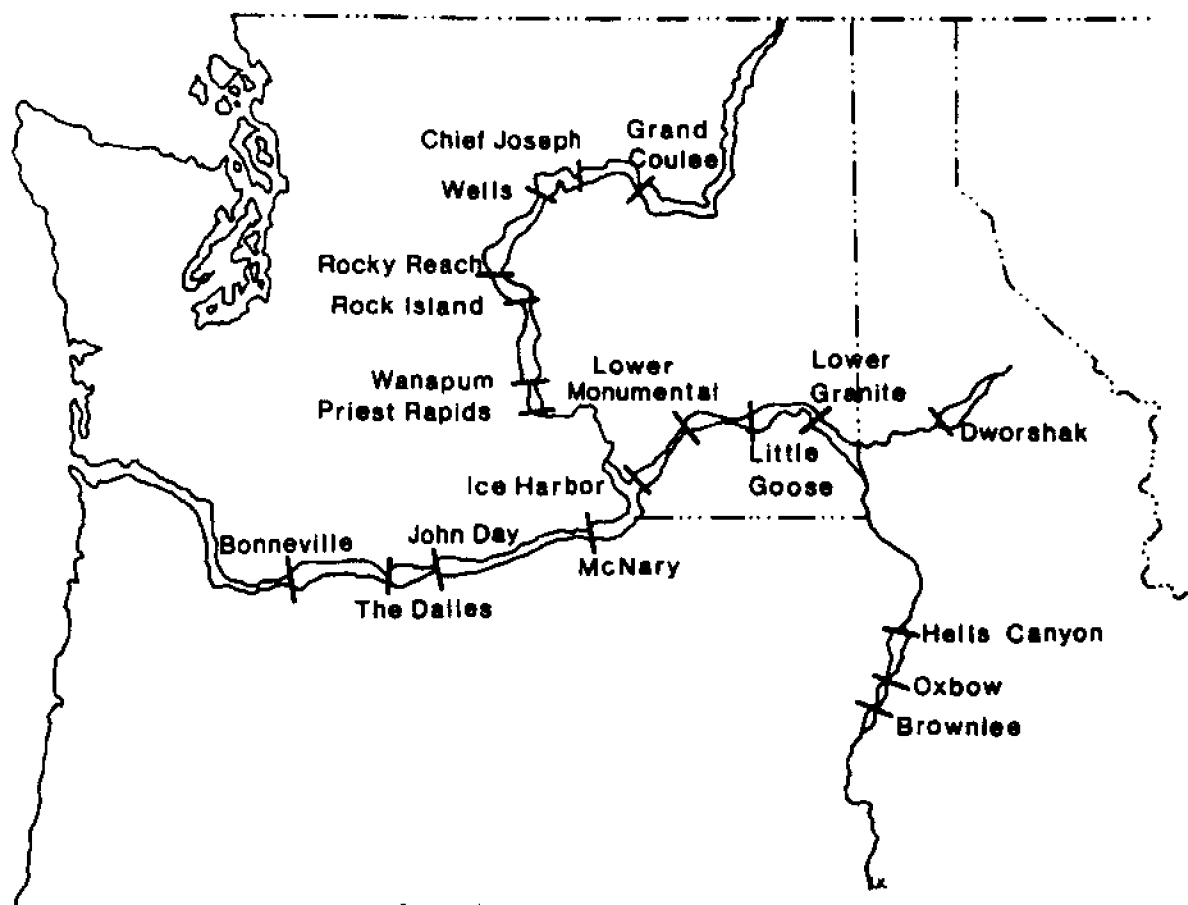 Grand
Coulee
Chief Joseph
Wells
Rocky Reach
Rock Island
Wanapum
Priest Rapids
Lower
Monumental
Lower
Granite
Dworshak
Little
Goose
Ice Harbor
John Day
Bonneville
McNary
The Dalles
Hells Canyon
Oxbow
Brownlee